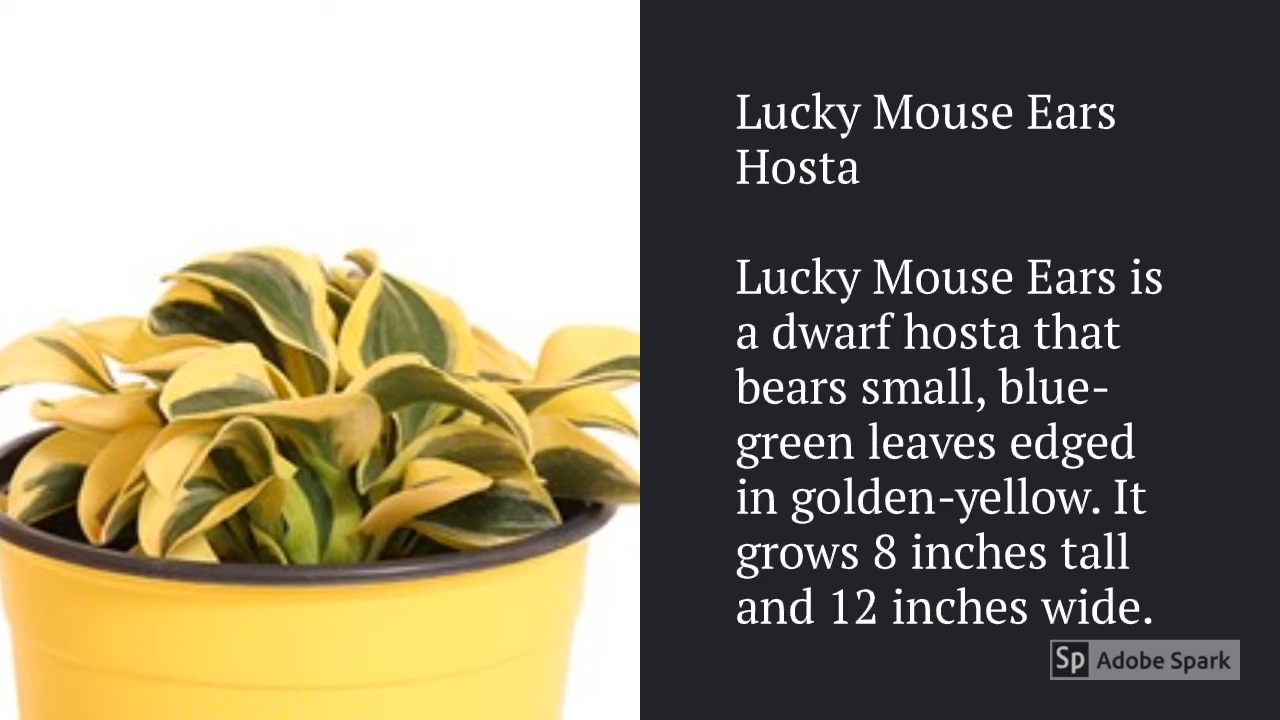 Lucky Mouse Ears
Hosta
Lucky Mouse Ears is
a dwarf hosta that
bears small, blue-
green leaves edged
in golden-yellow. It
grows 8 inches tall
and 12 inches wide.
Sp Adobe Spark